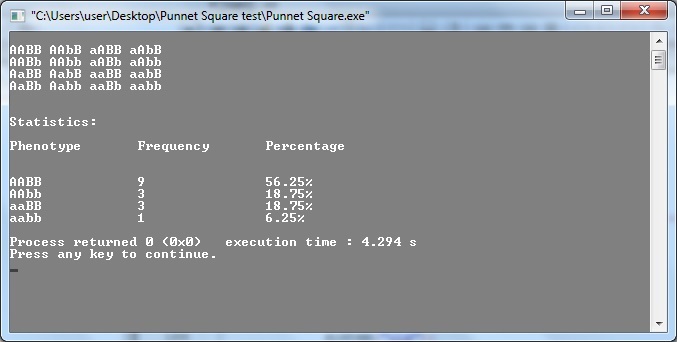 "C:\Users\user\Desktop\Punnet Square test\Punnet Square.exe"
AABB AAbB aABB aAbB
AABb AAbb aABb aAbb
AaBB AabB aaBB aabB
AaBb Aabb aaBb aabb
Statistics:
Phenotype Frequency Percentage
AABB 9 56.25%
AAbb 3 18.75%
aaBB 3 18.75%
aabb 1 6.25%
Process returned 0 (0x0) execution time : 4.294 s
Press any key to continue.